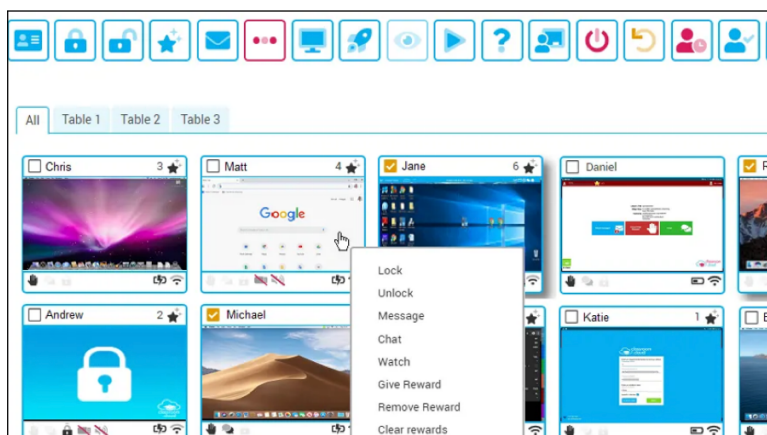 All Table 1 Table 2 Table 3
Chris 3
Matt 4
Jane 6
Daniel
R
Google
Lock
Unlock
Message
Chat
Watch
Give Reward
Remove Reward
Clear rewards
Andrew 2
Michael
Katie 1